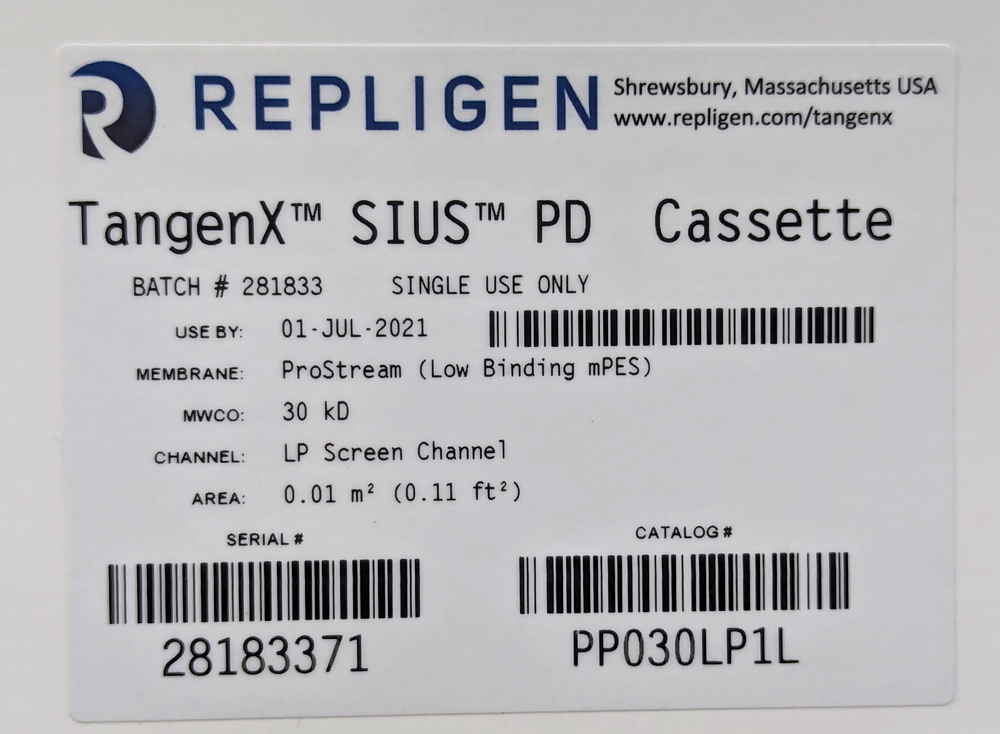 REPLIGEN
Shrewsbury, Massachusetts USA
www.repligen.com/tangenx
TangenX™ SIUS™ PD Cassette
BATCH # 281833 SINGLE USE ONLY
USE BY: 01-JUL-2021
MEMBRANE: ProStream (Low Binding mPES)
MWCO: 30 kD
CHANNEL: LP Screen Channel
AREA: 0.01 m² (0.11 ft²)
SERIAL #
28183371
CATALOG #
PP030LP1L